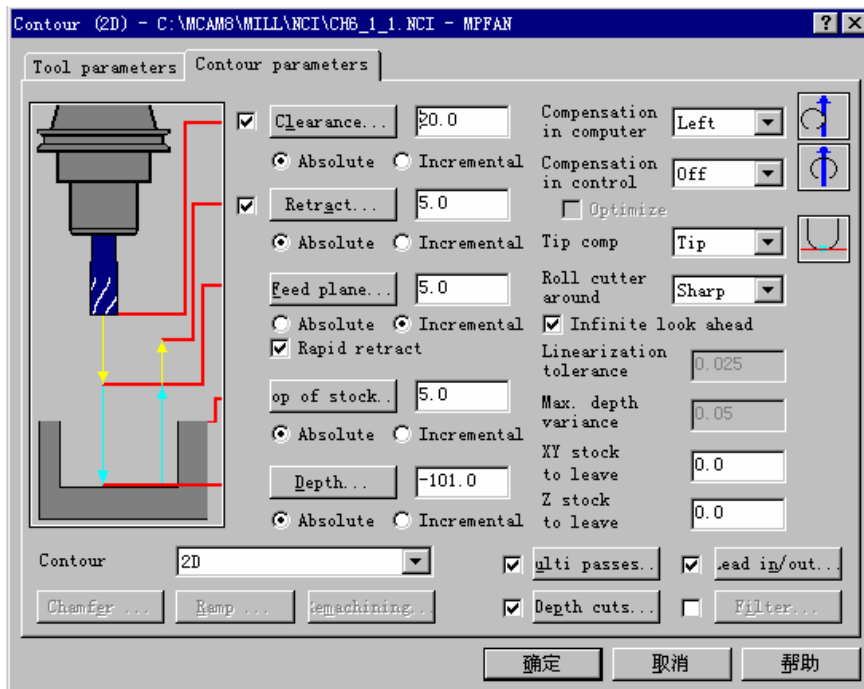 Contour (2D) - C:\MCAM8\MILL\NCI\CH6_1_1.NCI - MPFAN
Tool parameters
Contour parameters
Clearance...
20.0
Absolute
Incremental
Retract...
5.0
Absolute
Incremental
Feed plane...
5.0
Absolute
Incremental
Rapid retract
op of stock..
5.0
Absolute
Incremental
Depth...
-101.0
Absolute
Incremental
Compensation
in computer
Left
Compensation
in control
Off
Optimize
Tip comp
Tip
Roll cutter
around
Sharp
Infinite look ahead
Linearization
tolerance
0.025
Max. depth
variance
0.05
XY stock
to leave
0.0
Z stock
to leave
0.0
Contour
2D
ulti passes..
ead in/out...
Chamfer ...
Ramp ...
emachining..
Depth cuts...
Filter...
确定
取消
帮助